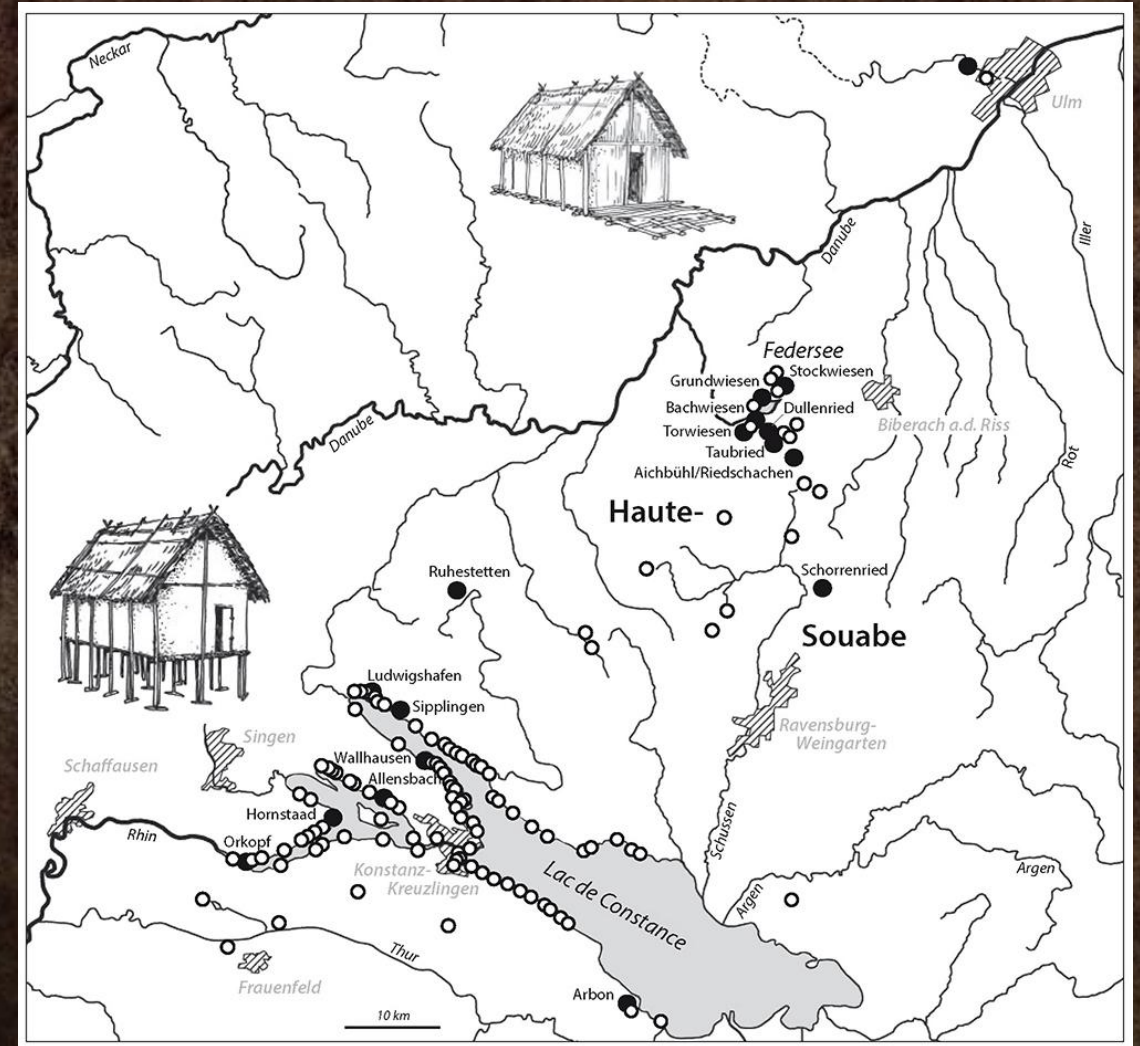 Neckar
Ulm
Danube
Iller
Federsee
Stockwiesen
Grundwiesen
Bachwiesen
Dullenried
Torwiesen
Biberach a.d. Riss
Taubried
Aichbühl/Riedschachen
Danube
Rot
Haute-
Ruhestetten
Schorrenried
Souabe
Ludwigshafen
Sipplingen
Singen
Ravensburg-
Weingarten
Wallhausen
Schaffausen
Allensbach
Hornstaad
Rhin
Orkopf
Schussen
Konstanz-
Kreuzlingen
Lac de Constance
Argen
Argen
Thur
Frauenfeld
Arbon
10 km